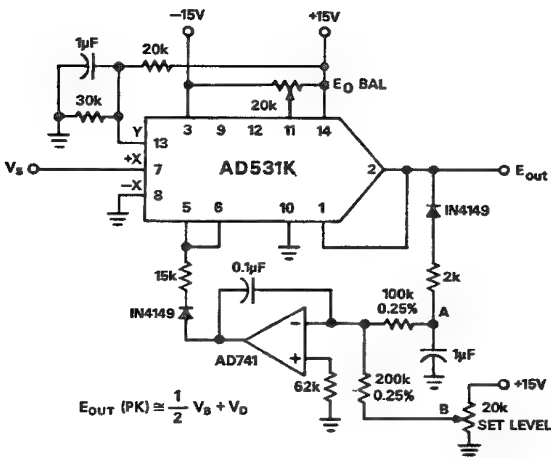 −15V
+15V
1µF
20k
30k
20k
E₀ BAL
Y
13
3
9
12
11
14
+X
7
−X
8
AD531K
2
Vs
Eout
5
6
10
1
IN4149
15k
0.1µF
2k
IN4149
100k
0.25%
A
−
+
AD741
62k
200k
0.25%
1µF
+15V
B
20k
SET LEVEL
EOUT (PK) ≅ 1/2 VB + VD